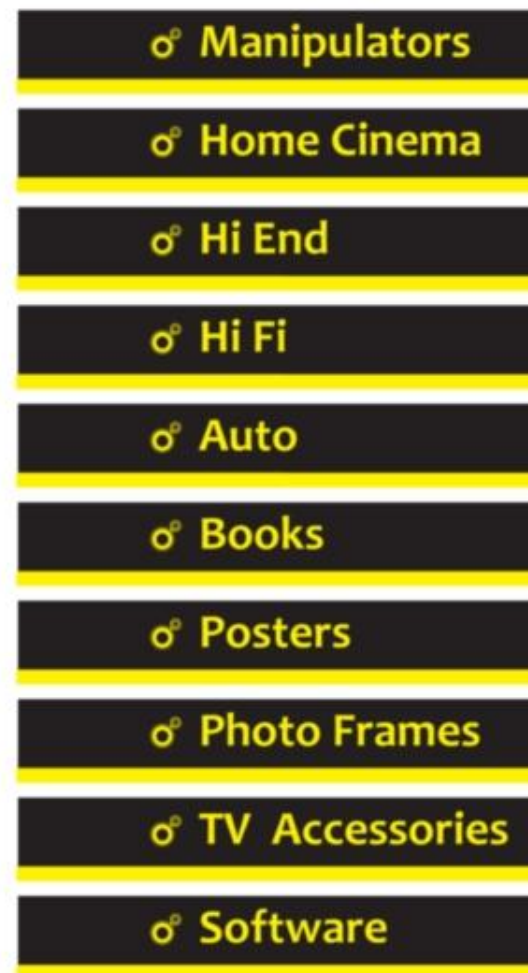 Manipulators
Home Cinema
Hi End
Hi Fi
Auto
Books
Posters
Photo Frames
TV Accessories
Software